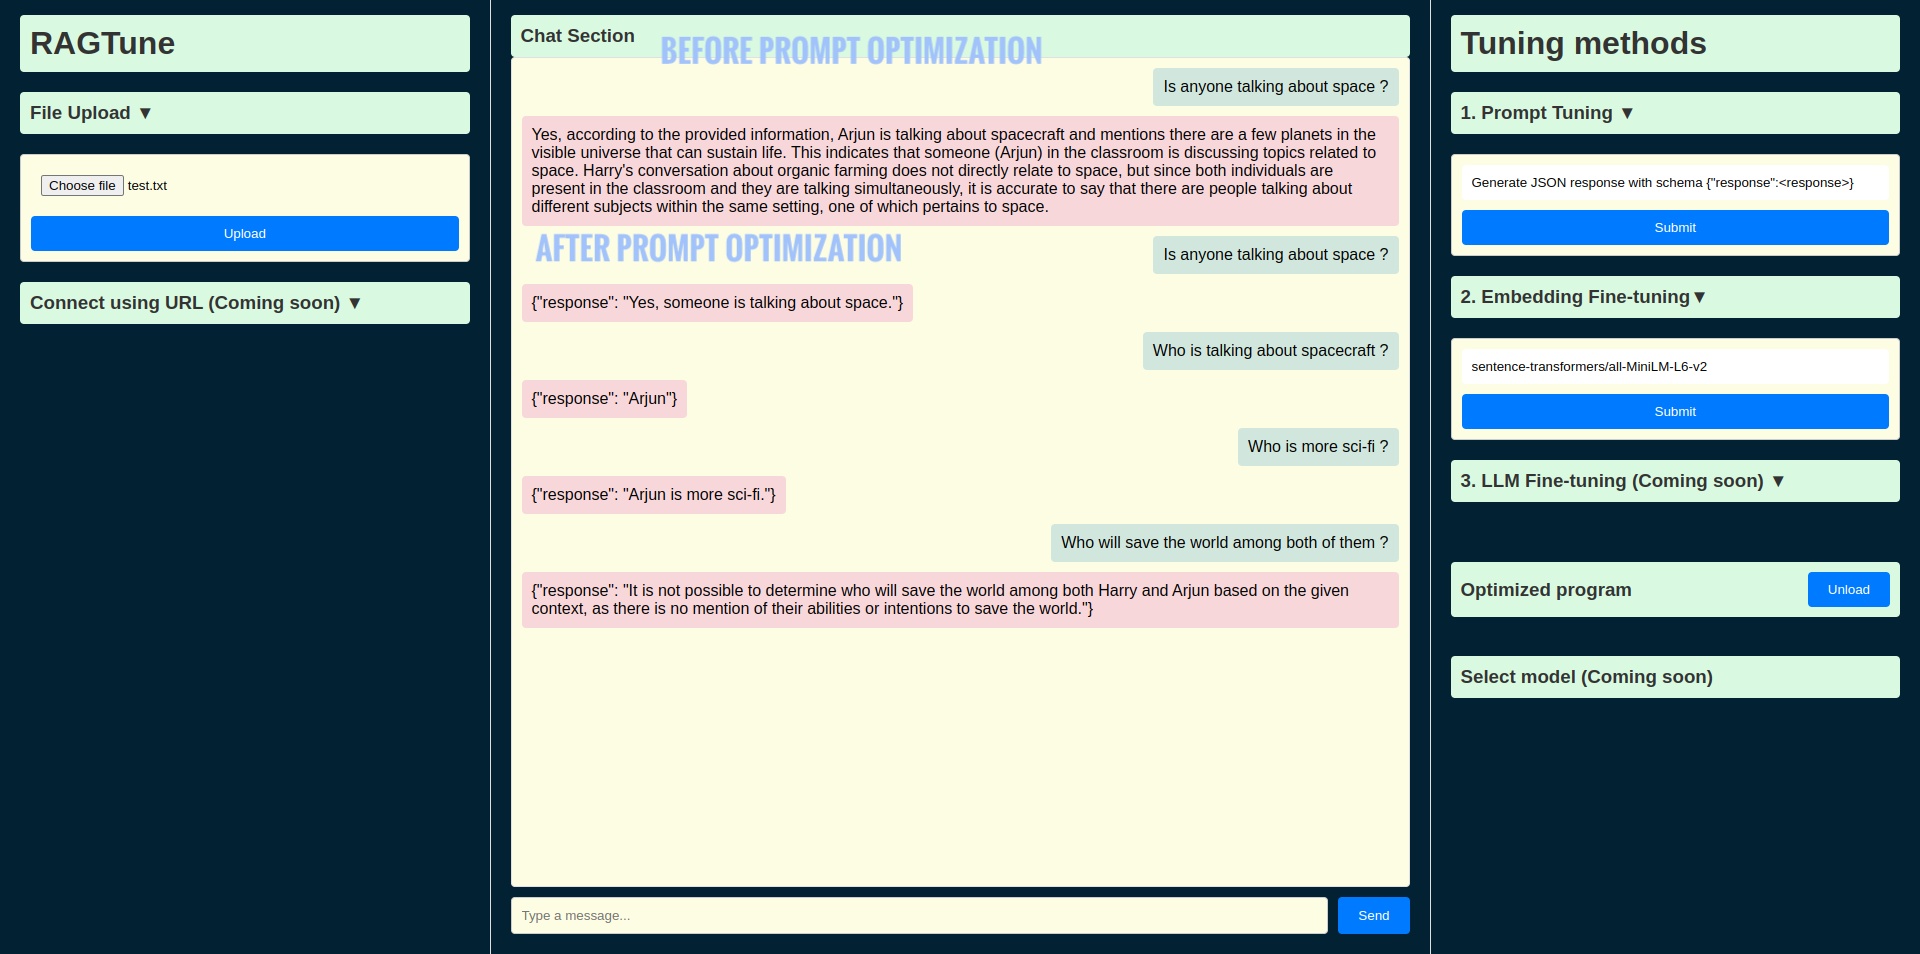 RAGTune
File Upload ▼
Choose file test.txt
Upload
Connect using URL (Coming soon) ▼
Chat Section
BEFORE PROMPT OPTIMIZATION
Is anyone talking about space ?
Yes, according to the provided information, Arjun is talking about spacecraft and mentions there are a few planets in the
visible universe that can sustain life. This indicates that someone (Arjun) in the classroom is discussing topics related to
space. Harry's conversation about organic farming does not directly relate to space, but since both individuals are
present in the classroom and they are talking simultaneously, it is accurate to say that there are people talking about
different subjects within the same setting, one of which pertains to space.
AFTER PROMPT OPTIMIZATION
Is anyone talking about space ?
{"response": "Yes, someone is talking about space."}
Who is talking about spacecraft ?
{"response": "Arjun"}
Who is more sci-fi ?
{"response": "Arjun is more sci-fi."}
Who will save the world among both of them ?
{"response": "It is not possible to determine who will save the world among both Harry and Arjun based on the given
context, as there is no mention of their abilities or intentions to save the world."}
Type a message...
Send
Tuning methods
1. Prompt Tuning ▼
Generate JSON response with schema {"response":<response>}
Submit
2. Embedding Fine-tuning▼
sentence-transformers/all-MiniLM-L6-v2
Submit
3. LLM Fine-tuning (Coming soon) ▼
Optimized program
Unload
Select model (Coming soon)